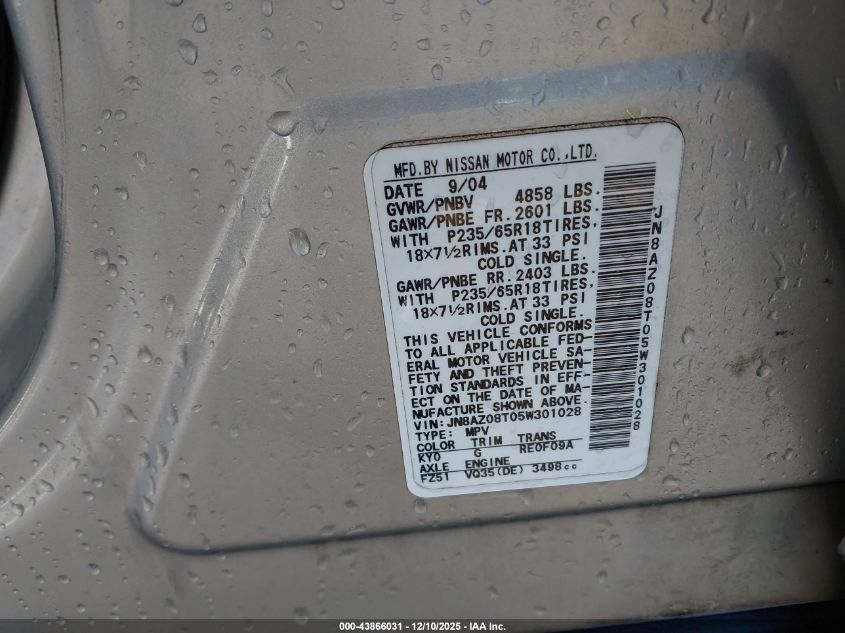 MFD.BY NISSAN MOTOR CO.,LTD.
DATE 9/04
GVWR/PNBV 4858 LBS.
GAWR/PNBE FR. 2601 LBS.
WITH P235/65R18TIRES,
18×7½RIMS.AT 33 PSI
COLD SINGLE.
GAWR/PNBE RR. 2403 LBS.
WITH P235/65R18TIRES,
18×7½RIMS.AT 33 PSI
COLD SINGLE.
THIS VEHICLE CONFORMS
TO ALL APPLICABLE FED-
ERAL MOTOR VEHICLE SA-
FETY AND THEFT PREVEN-
TION STANDARDS IN EFF-
ECT ON THE DATE OF MA-
NUFACTURE SHOWN ABOVE.
VIN: JN8AZ08T05W301028
TYPE: MPV
COLOR TRIM TRANS
KY0 G RE0F09A
AXLE ENGINE
FZ51 VQ35(DE) 3498cc
JN8AZ08T05W301028
000-43866031 - 12/10/2025 - IAA Inc.